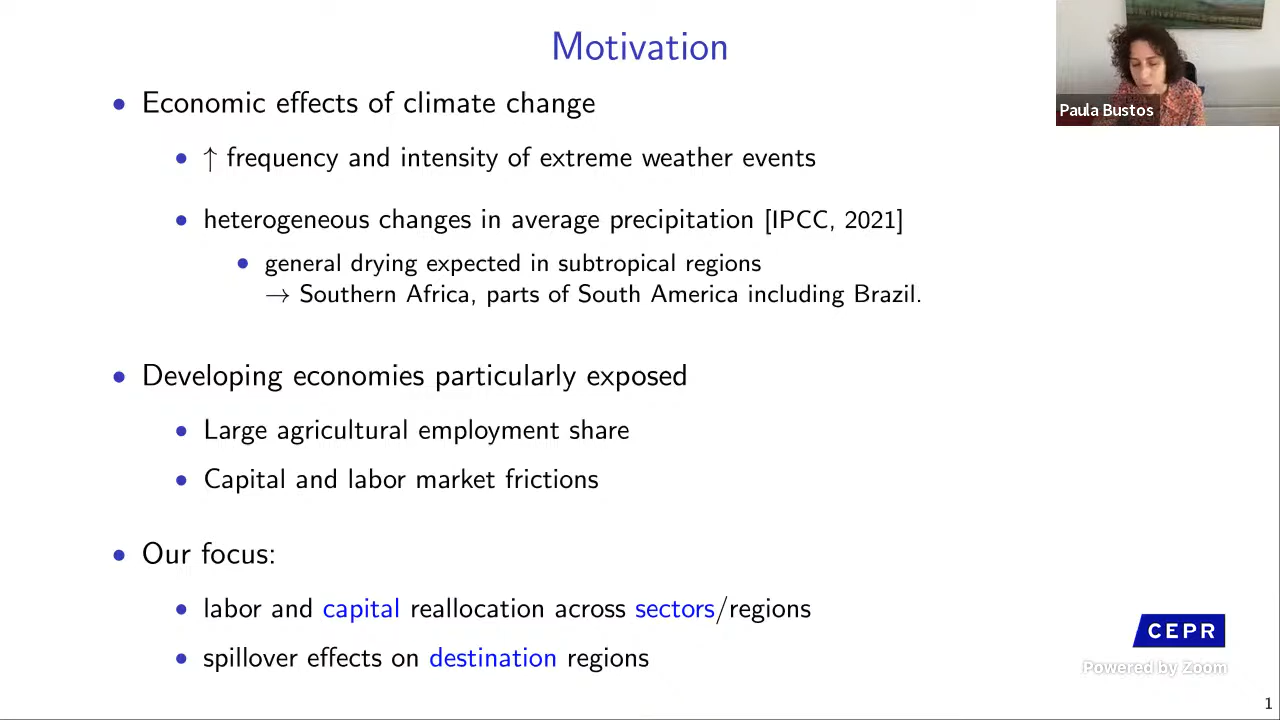 Motivation
Paula Bustos
• Economic effects of climate change
• ↑ frequency and intensity of extreme weather events
• heterogeneous changes in average precipitation [IPCC, 2021]
• general drying expected in subtropical regions
→ Southern Africa, parts of South America including Brazil.
• Developing economies particularly exposed
• Large agricultural employment share
• Capital and labor market frictions
• Our focus:
• labor and capital reallocation across sectors/regions
• spillover effects on destination regions
CEPR
Powered by Zoom
1